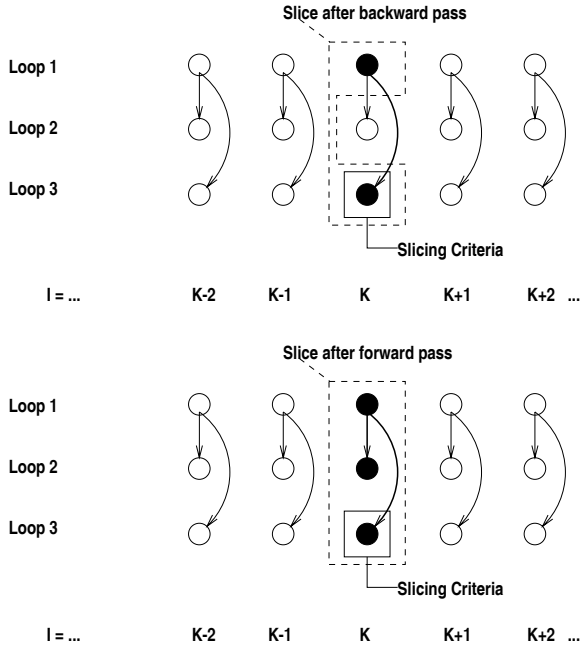 Slice after backward pass
Loop 1
Loop 2
Loop 3
Slicing Criteria
I = ... K-2 K-1 K K+1 K+2 ...
Slice after forward pass
Loop 1
Loop 2
Loop 3
Slicing Criteria
I = ... K-2 K-1 K K+1 K+2 ...